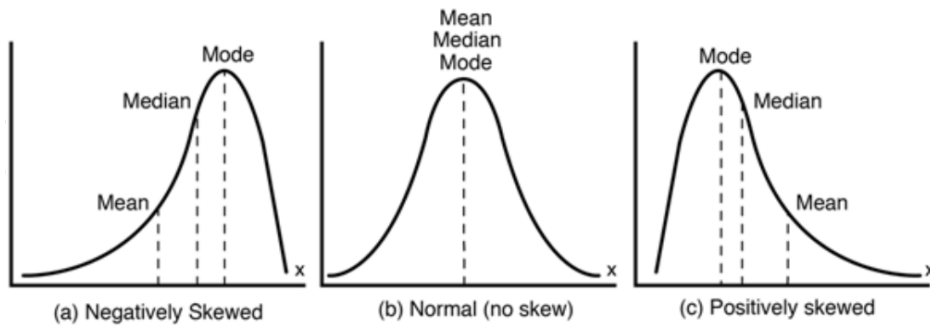 Mode
Median
Mean
x
(a) Negatively Skewed
Mean
Median
Mode
x
(b) Normal (no skew)
Mode
Median
Mean
x
(c) Positively skewed